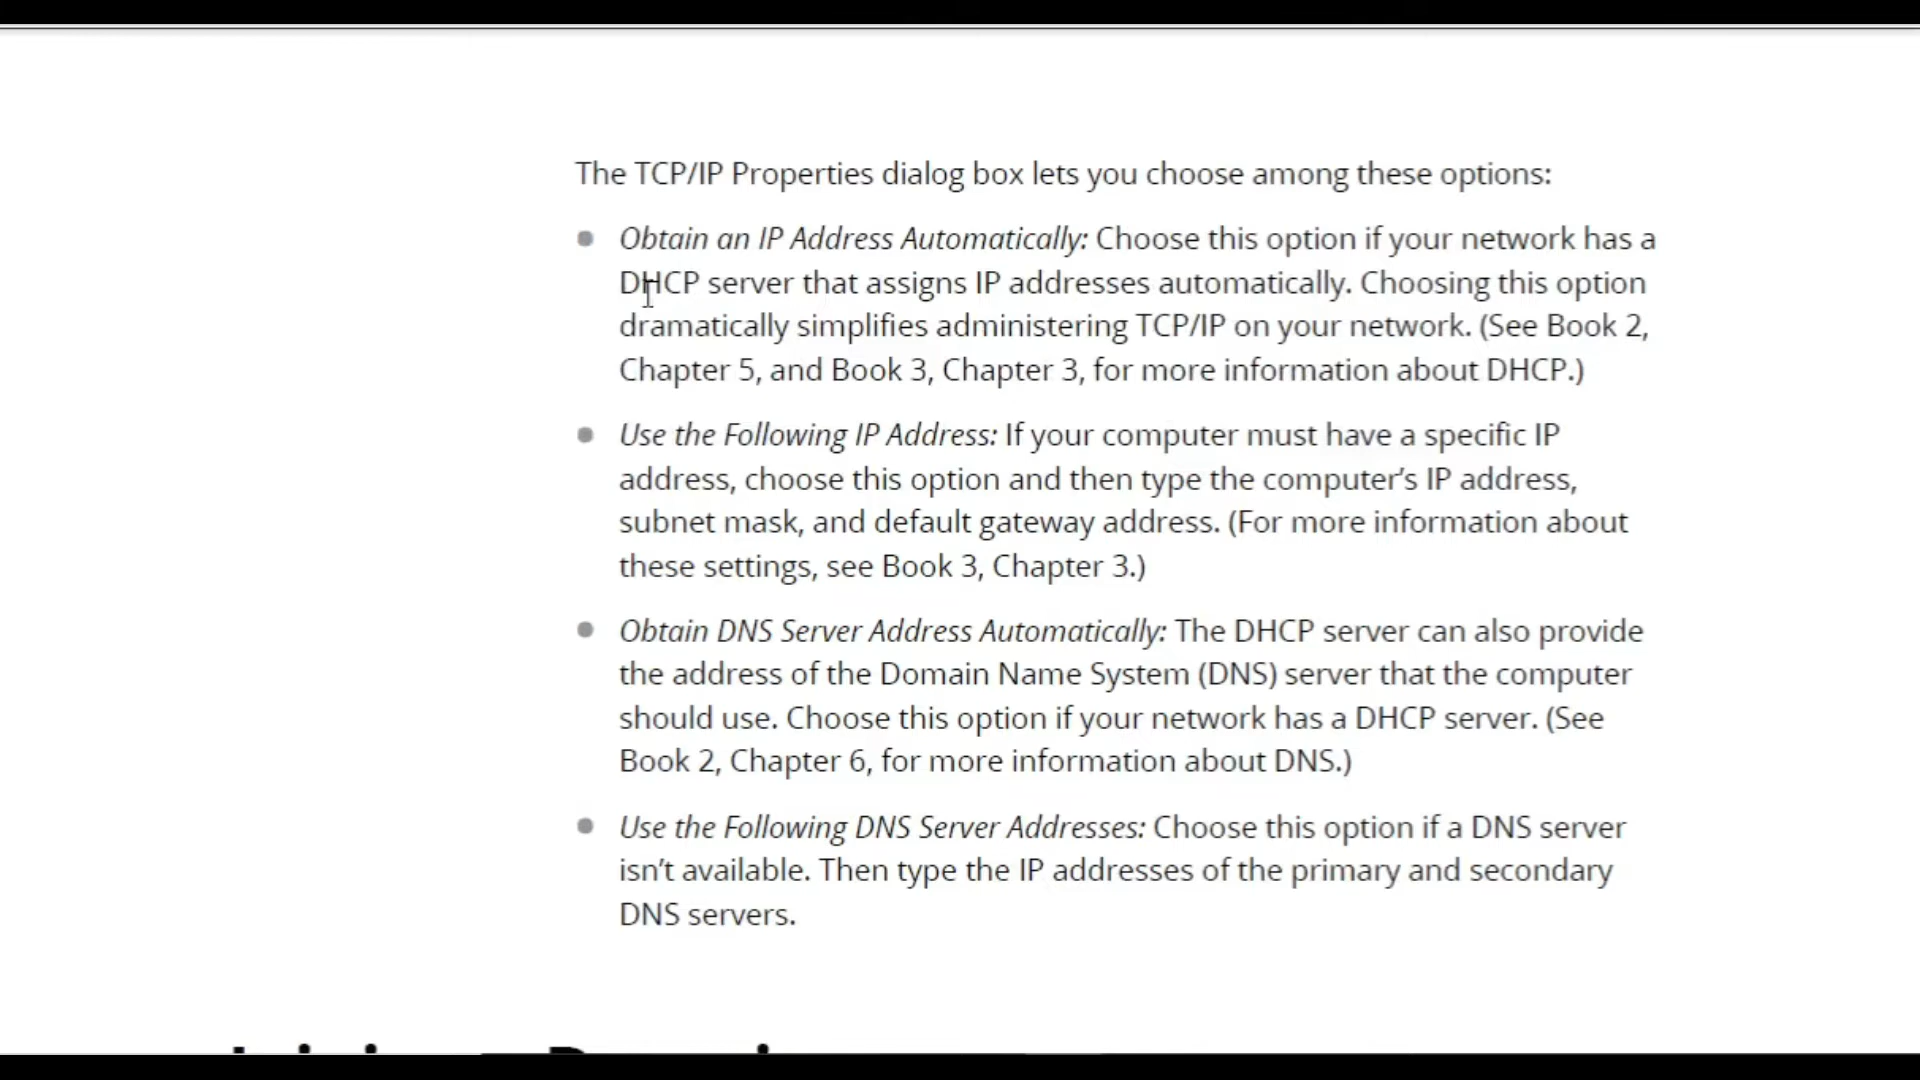 The TCP/IP Properties dialog box lets you choose among these options:
Obtain an IP Address Automatically: Choose this option if your network has a
DHCP server that assigns IP addresses automatically. Choosing this option
dramatically simplifies administering TCP/IP on your network. (See Book 2,
Chapter 5, and Book 3, Chapter 3, for more information about DHCP.)
Use the Following IP Address: If your computer must have a specific IP
address, choose this option and then type the computer’s IP address,
subnet mask, and default gateway address. (For more information about
these settings, see Book 3, Chapter 3.)
Obtain DNS Server Address Automatically: The DHCP server can also provide
the address of the Domain Name System (DNS) server that the computer
should use. Choose this option if your network has a DHCP server. (See
Book 2, Chapter 6, for more information about DNS.)
Use the Following DNS Server Addresses: Choose this option if a DNS server
isn’t available. Then type the IP addresses of the primary and secondary
DNS servers.